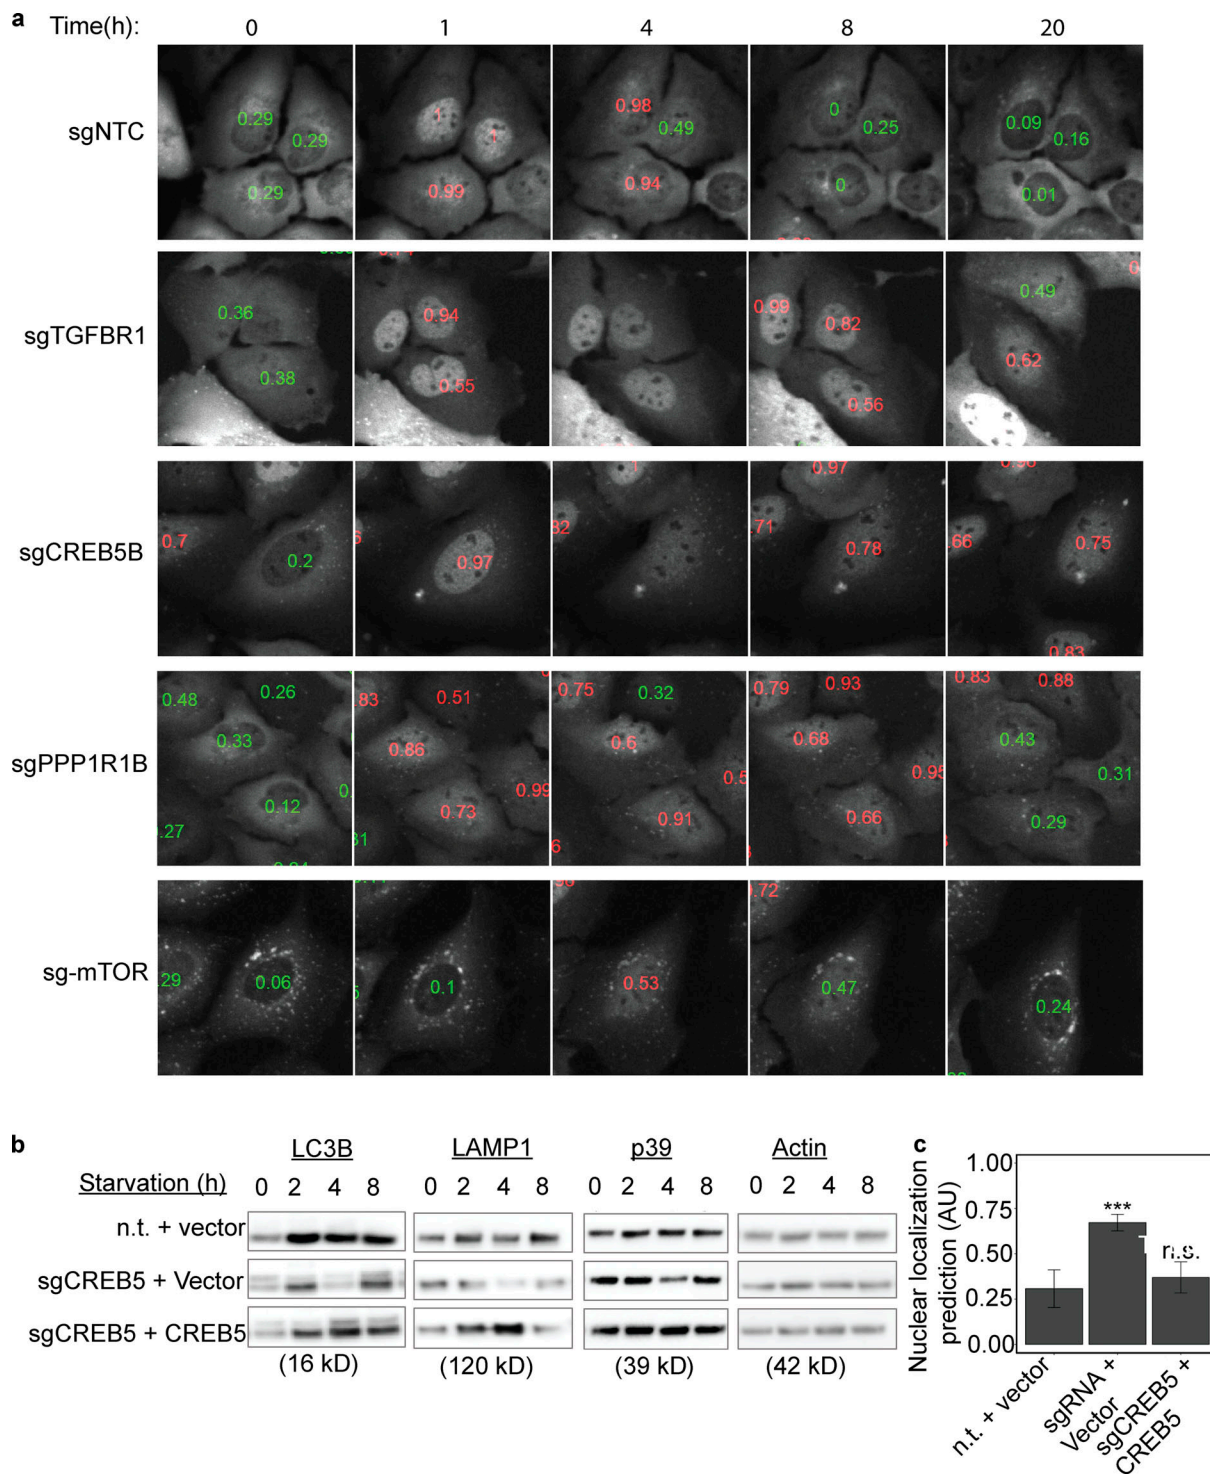 a Time(h): 0 1 4 8 20
sgNTC
0.29 0.29 0.29
1 1 0.99
0.98 0.49 0.94
0 0.25 0
0.09 0.16 0.01
sgTGFBR1
0.36 0.38
0.94 0.55
0.99 0.82 0.56
0.49 0.62
sgCREB5B
0.7 0.2
0.97
1
0.97 .71 0.78
.66 0.75 0.83
sgPPP1R1B
0.48 0.26 0.33 0.12 .27
.83 0.51 0.86 0.73 0.99
0.75 0.32 0.6 0.91
0.79 0.93 0.68 0.95 0.66
0.83 0.88 0.43 0.31 0.29
sg-mTOR
.29 0.06
0.1
0.53
.72 0.47
0.24
b LC3B LAMP1 p39 Actin
Starvation (h) 0 2 4 8 0 2 4 8 0 2 4 8 0 2 4 8
n.t. + vector
sgCREB5 + Vector
sgCREB5 + CREB5
(16 kD) (120 kD) (39 kD) (42 kD)
c
Nuclear localization
prediction (AU)
1.00
0.75
0.50
0.25
0.00
*** n.s.
n.t. + vector
sgRNA +
Vector
sgCREB5 +
CREB5